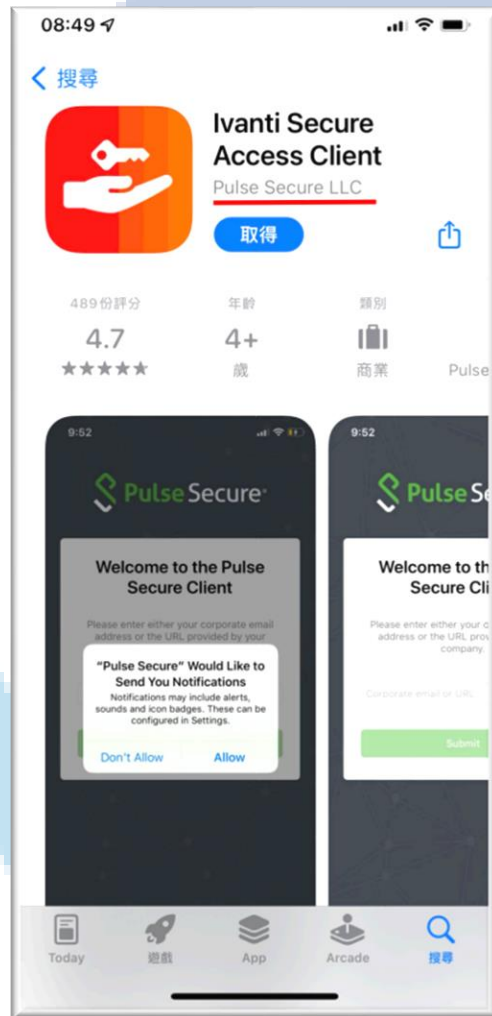 08:49
搜尋
Ivanti Secure
Access Client
Pulse Secure LLC
取得
489份評分
年齡
類別
4.7
4+
歲
商業
Pulse
9:52
Pulse Secure
Welcome to the Pulse
Secure Client
Please enter either your corporate email
address or the URL provided by your
"Pulse Secure" Would Like to
Send You Notifications
Notifications may include alerts,
sounds and icon badges. These can be
configured in Settings.
Don't Allow
Allow
9:52
Pulse Se
Welcome to th
Secure Cli
Please enter either your c
address or the URL prov
company.
Corporate email or URL
Submit
Today
遊戲
App
Arcade
搜尋